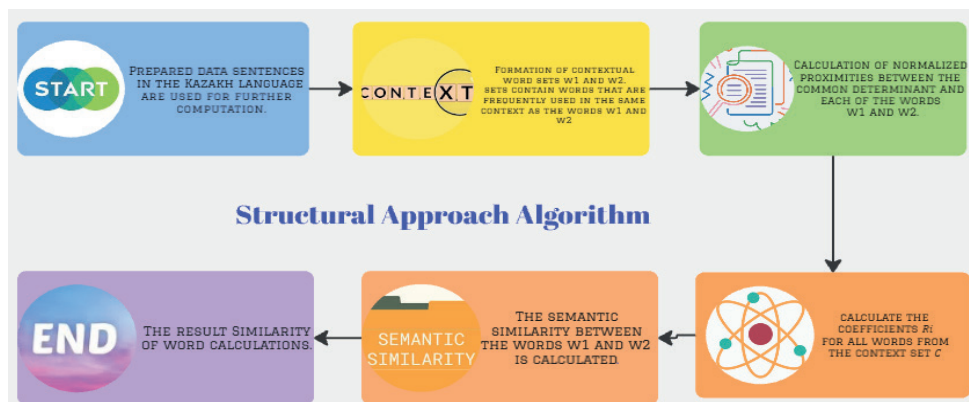 START
PREPARED DATA SENTENCES
IN THE KAZAKH LANGUAGE
ARE USED FOR FURTHER
COMPUTATION.
CONTEXT
FORMATION OF CONTEXTUAL
WORD SETS W1 AND W2.
SETS CONTAIN WORDS THAT ARE
FREQUENTLY USED IN THE SAME
CONTEXT AS THE WORDS W1 AND
W2
CALCULATION OF NORMALIZED
PROXIMITIES BETWEEN THE
COMMON DETERMINANT AND
EACH OF THE WORDS
W1 AND W2.
Structural Approach Algorithm
END
THE RESULT SIMILARITY
OF WORD CALCULATIONS.
SEMANTIC
SIMILARITY
THE SEMANTIC
SIMILARITY BETWEEN
THE WORDS W1 AND W2
IS CALCULATED.
CALCULATE THE
COEFFICIENTS Ri
FOR ALL WORDS FROM
THE CONTEXT SET C